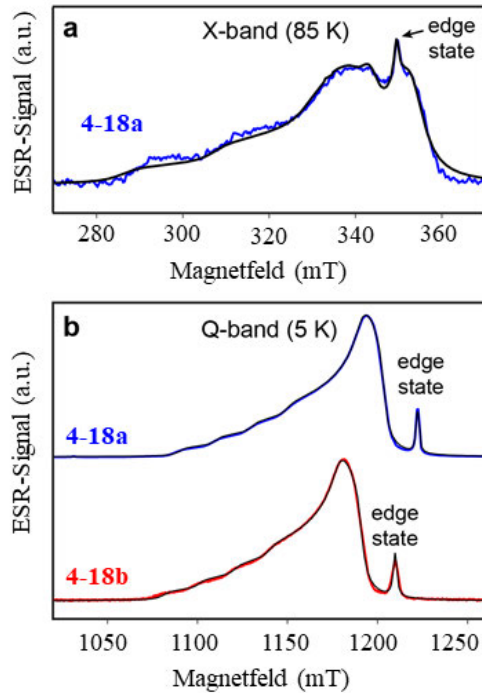 a
X-band (85 K)
edge
state
4-18a
ESR-Signal (a.u.)
280 300 320 340 360
Magnetfeld (mT)
b
Q-band (5 K)
edge
state
4-18a
edge
state
4-18b
ESR-Signal (a.u.)
1050 1100 1150 1200 1250
Magnetfeld (mT)